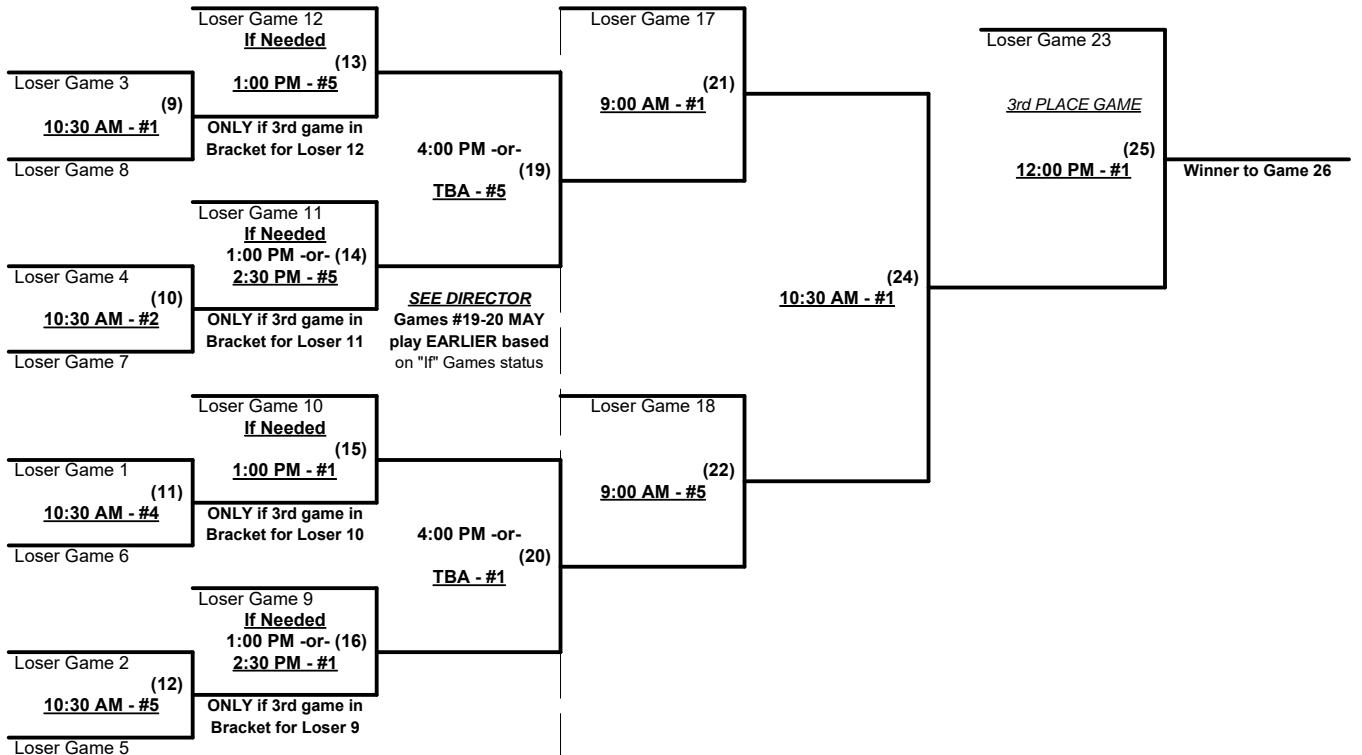 Loser Game 12
If Needed
(13)
1:00 PM - #5
Loser Game 3
(9)
10:30 AM - #1
ONLY if 3rd game in
Bracket for Loser 12
Loser Game 8
Loser Game 11
If Needed
1:00 PM -or- (14)
2:30 PM - #5
Loser Game 4
(10)
10:30 AM - #2
ONLY if 3rd game in
Bracket for Loser 11
Loser Game 7
4:00 PM -or-
(19)
TBA - #5
SEE DIRECTOR
Games #19-20 MAY
play EARLIER based
on "If" Games status
Loser Game 10
If Needed
(15)
1:00 PM - #1
Loser Game 1
(11)
10:30 AM - #4
ONLY if 3rd game in
Bracket for Loser 10
Loser Game 6
Loser Game 9
If Needed
1:00 PM -or- (16)
2:30 PM - #1
Loser Game 2
(12)
10:30 AM - #5
ONLY if 3rd game in
Bracket for Loser 9
Loser Game 5
4:00 PM -or-
(20)
TBA - #1
Loser Game 17
(21)
9:00 AM - #1
Loser Game 18
(22)
9:00 AM - #5
(24)
10:30 AM - #1
Loser Game 23
3rd PLACE GAME
(25)
12:00 PM - #1
Winner to Game 26